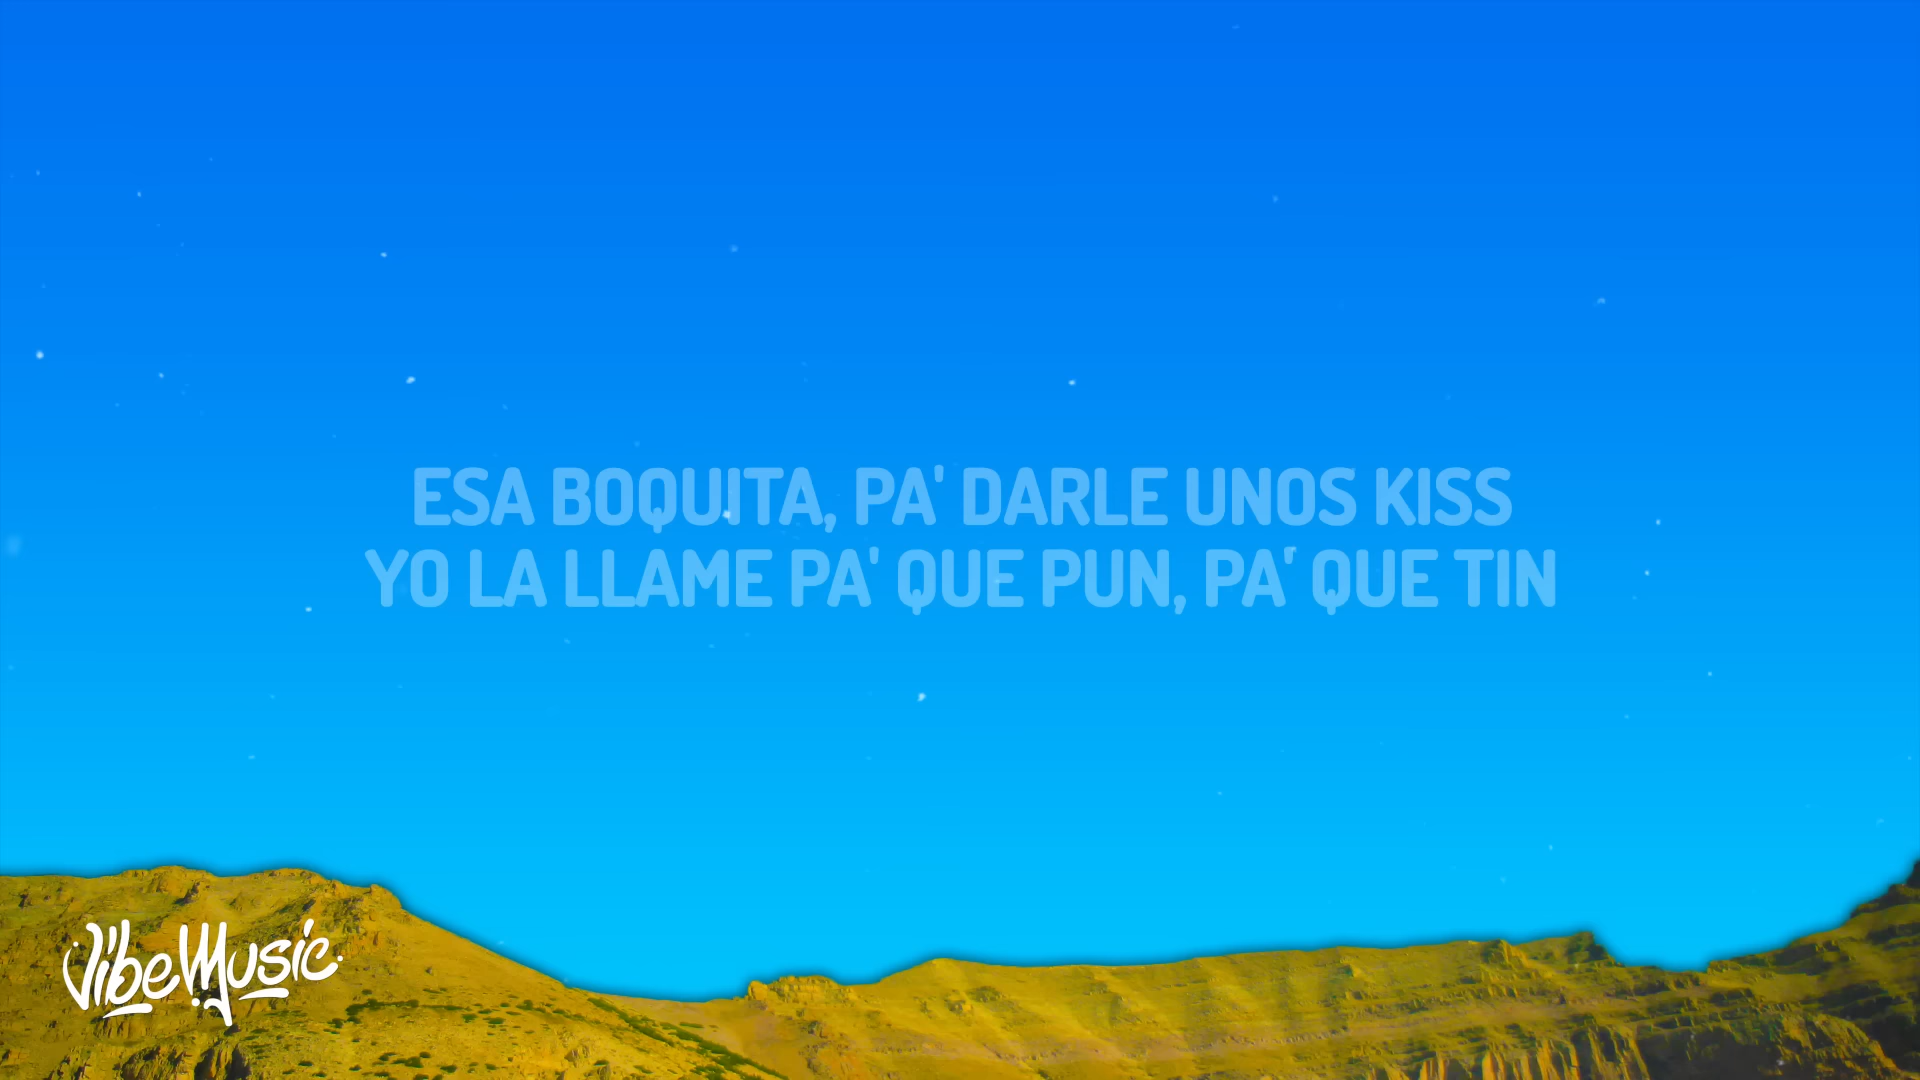 ESA BOQUITA, PA' DARLE UNOS KISS
YO LA LLAME PA' QUE PUN, PA' QUE TIN
VibeMusic.